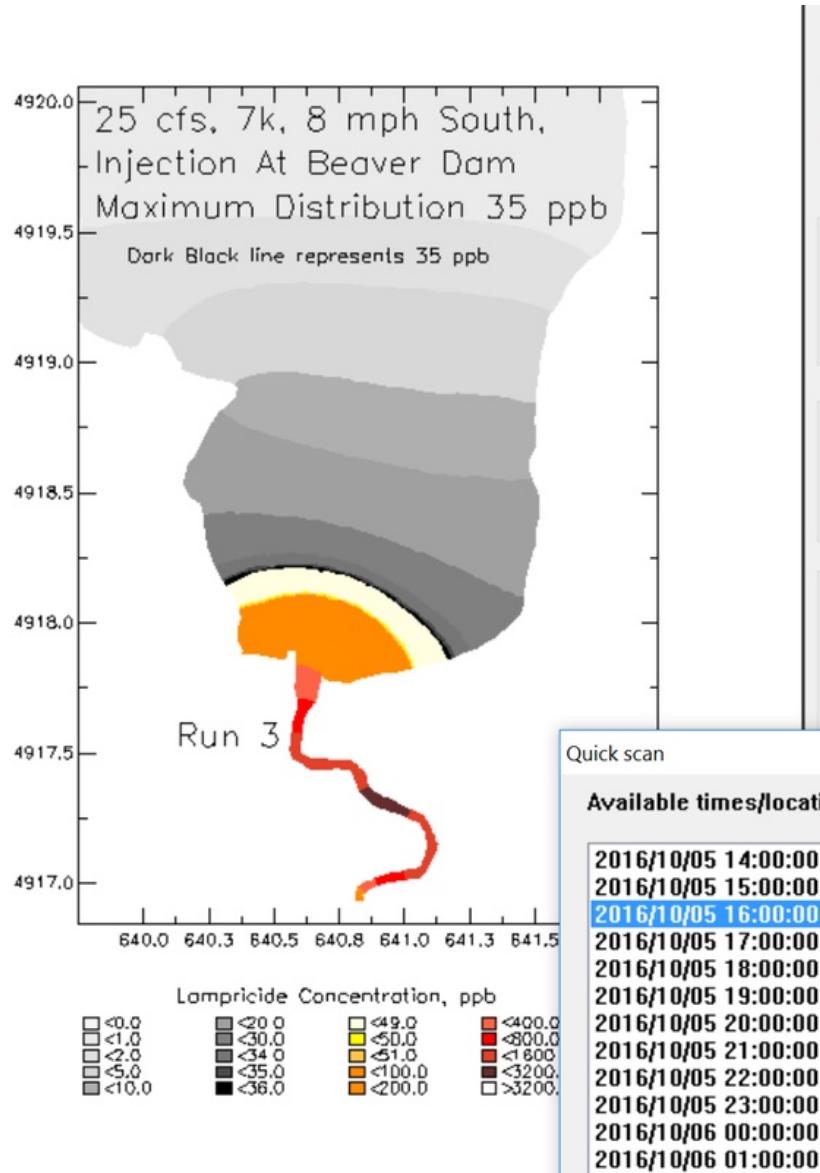 4920.0
25 cfs, 7k, 8 mph South,
Injection At Beaver Dam
Maximum Distribution 35 ppb
4919.5
Dark Black line represents 35 ppb
4919.0
4918.5
4918.0
Run 3
4917.5
4917.0
640.0 640.3 640.5 640.8 641.0 641.3 641.5
Lampricide Concentration, ppb
<0.0 <20.0 <49.0 <400.0
<1.0 <30.0 <50.0 <800.0
<2.0 <34.0 <51.0 <1600
<5.0 <35.0 <100.0 <3200.
<10.0 <36.0 <200.0 >3200.
Quick scan
Available times/locati
2016/10/05 14:00:00
2016/10/05 15:00:00
2016/10/05 16:00:00
2016/10/05 17:00:00
2016/10/05 18:00:00
2016/10/05 19:00:00
2016/10/05 20:00:00
2016/10/05 21:00:00
2016/10/05 22:00:00
2016/10/05 23:00:00
2016/10/06 00:00:00
2016/10/06 01:00:00